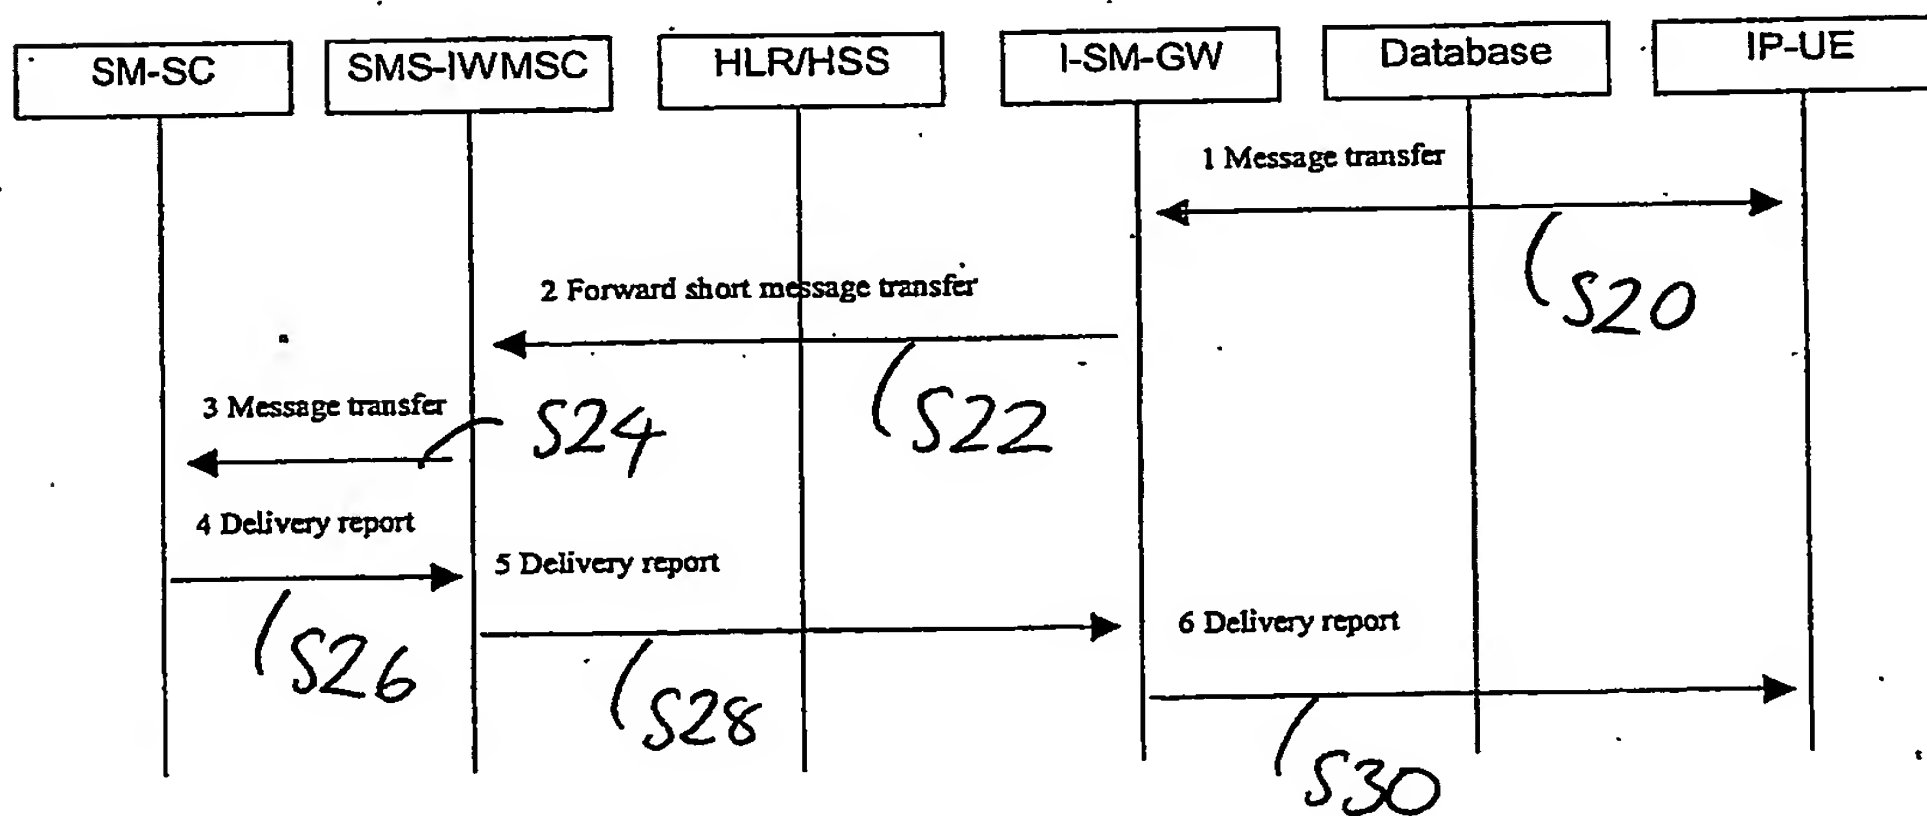 SM-SC
SMS-IWMSC
HLR/HSS
I-SM-GW
Database
IP-UE
1 Message transfer
S20
2 Forward short message transfer
S22
3 Message transfer
S24
4 Delivery report
S26
5 Delivery report
S28
6 Delivery report
S30